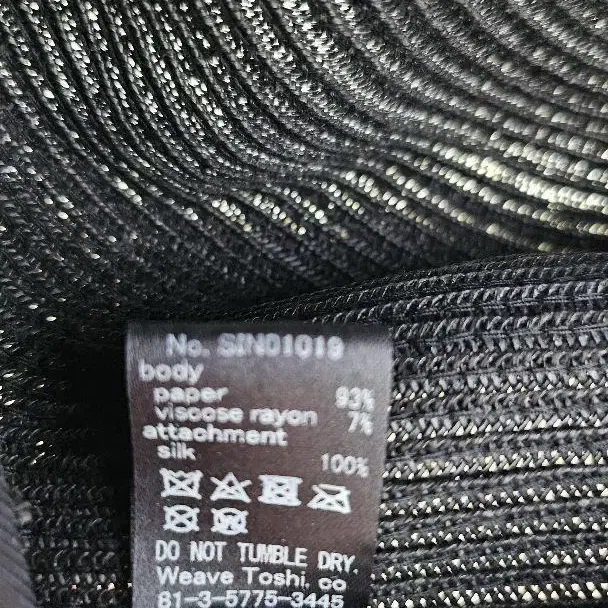 No. SIN01019
body
paper 93%
viscose rayon 7%
attachment
silk 100%
DO NOT TUMBLE DRY.
Weave Toshi, co
81-3-5775-3445